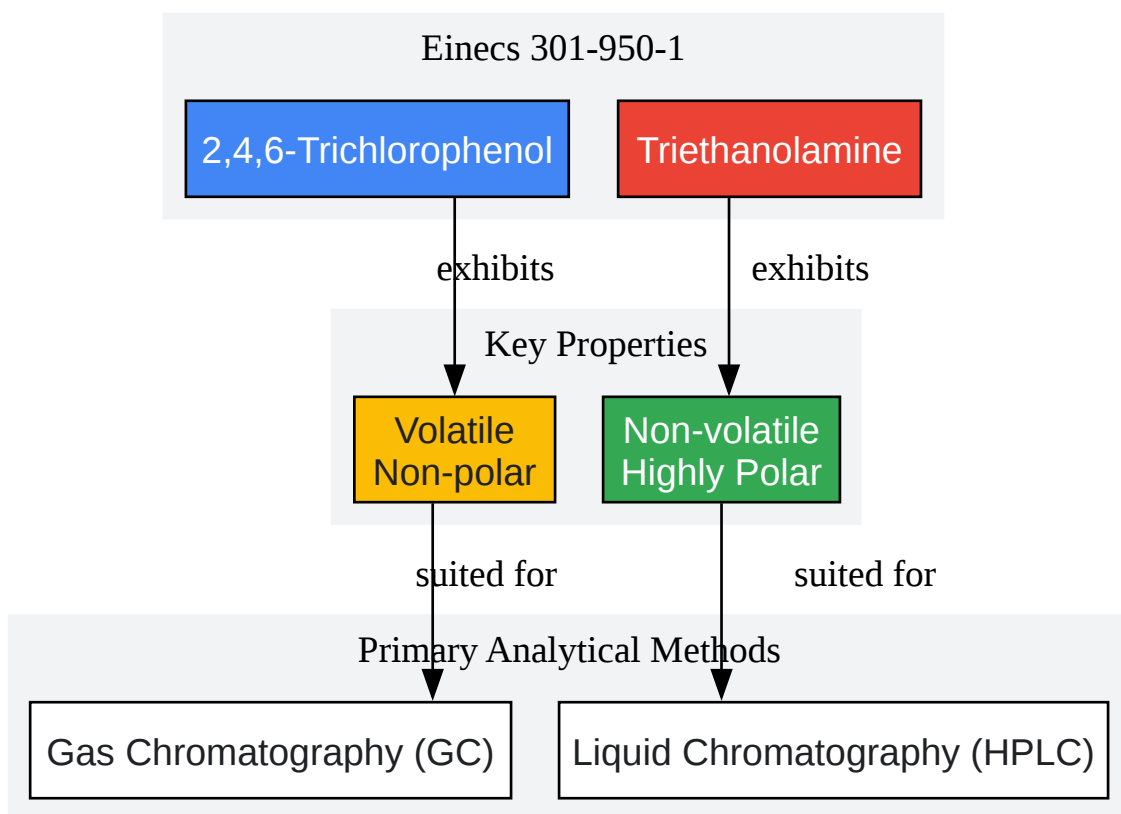 Einecs 301-950-1
2,4,6-Trichlorophenol
Triethanolamine
exhibits
exhibits
Key Properties
Volatile
Non-polar
Non-volatile
Highly Polar
suited for
suited for
Primary Analytical Methods
Gas Chromatography (GC)
Liquid Chromatography (HPLC)